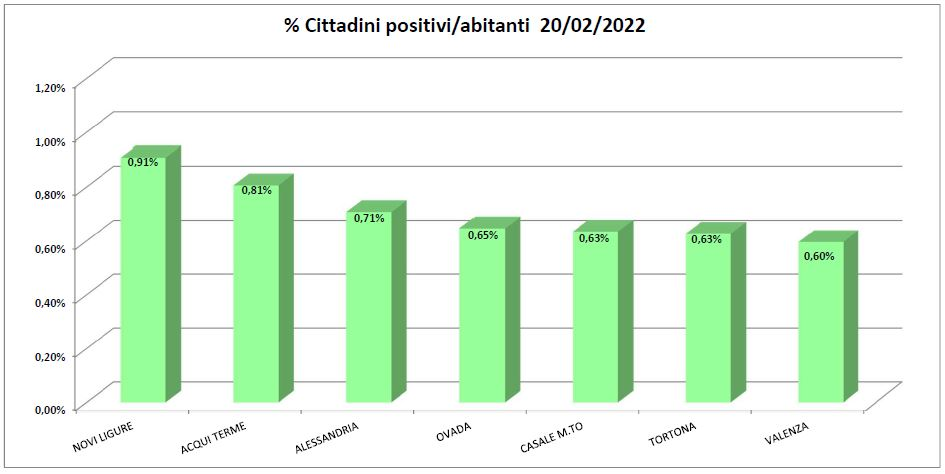 % Cittadini positivi/abitanti 20/02/2022
1,20%
1,00%
0,80%
0,60%
0,40%
0,20%
0,00%
0,91%
0,81%
0,71%
0,65%
0,63%
0,63%
0,60%
NOVI LIGURE
ACQUI TERME
ALESSANDRIA
OVADA
CASALE M.TO
TORTONA
VALENZA